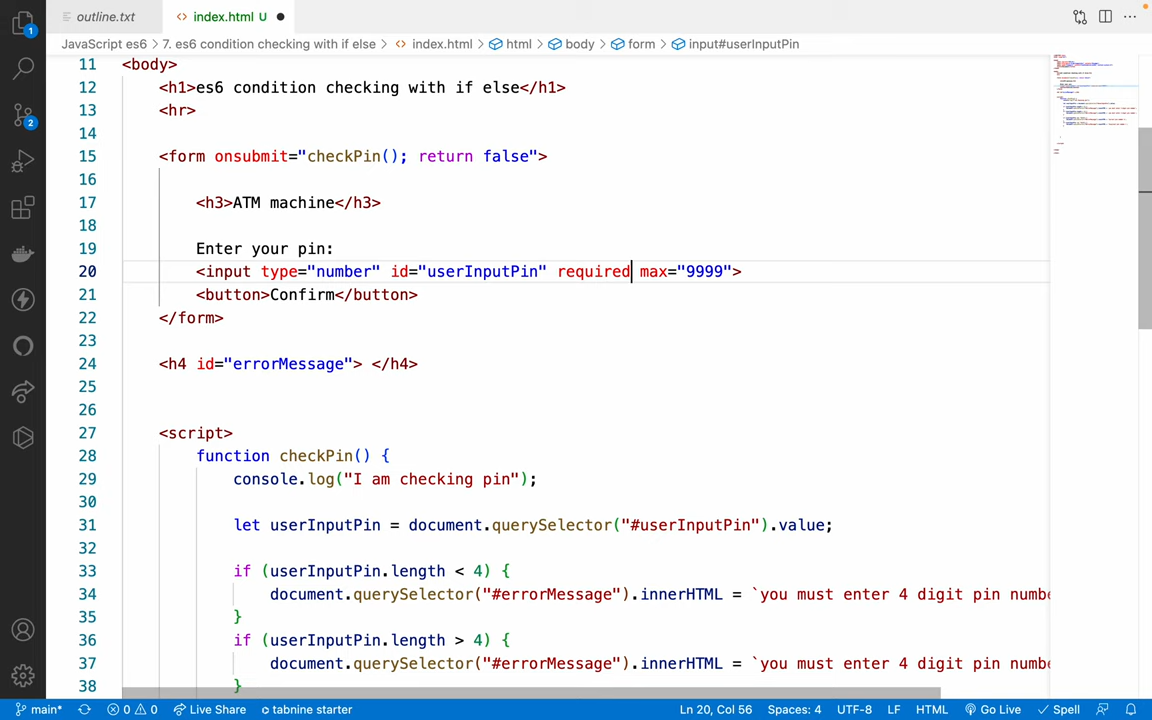 outline.txt
<> index.html U ●
JavaScript es6 > 7. es6 condition checking with if else > <> index.html > html > body > form > input#userInputPin
11 <body>
12 <h1>es6 condition checking with if else</h1>
13 <hr>
14
15 <form onsubmit="checkPin(); return false">
16
17 <h3>ATM machine</h3>
18
19 Enter your pin:
20 <input type="number" id="userInputPin" required max="9999">
21 <button>Confirm</button>
22 </form>
23
24 <h4 id="errorMessage"> </h4>
25
26
27 <script>
28 function checkPin() {
29 console.log("I am checking pin");
30
31 let userInputPin = document.querySelector("#userInputPin").value;
32
33 if (userInputPin.length < 4) {
34 document.querySelector("#errorMessage").innerHTML = `you must enter 4 digit pin numbe
35 }
36 if (userInputPin.length > 4) {
37 document.querySelector("#errorMessage").innerHTML = `you must enter 4 digit pin numbe
38 }
1
2
main* 0 0 Live Share tabnine starter Ln 20, Col 56 Spaces: 4 UTF-8 LF HTML Go Live Spell